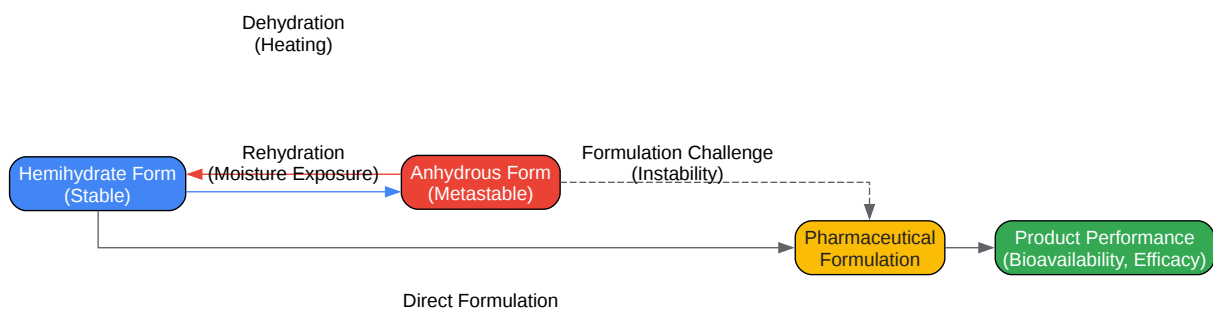 Dehydration
(Heating)
Rehydration
(Moisture Exposure)
Formulation Challenge
(Instability)
Hemihydrate Form
(Stable)
Anhydrous Form
(Metastable)
Pharmaceutical
Formulation
Product Performance
(Bioavailability, Efficacy)
Direct Formulation